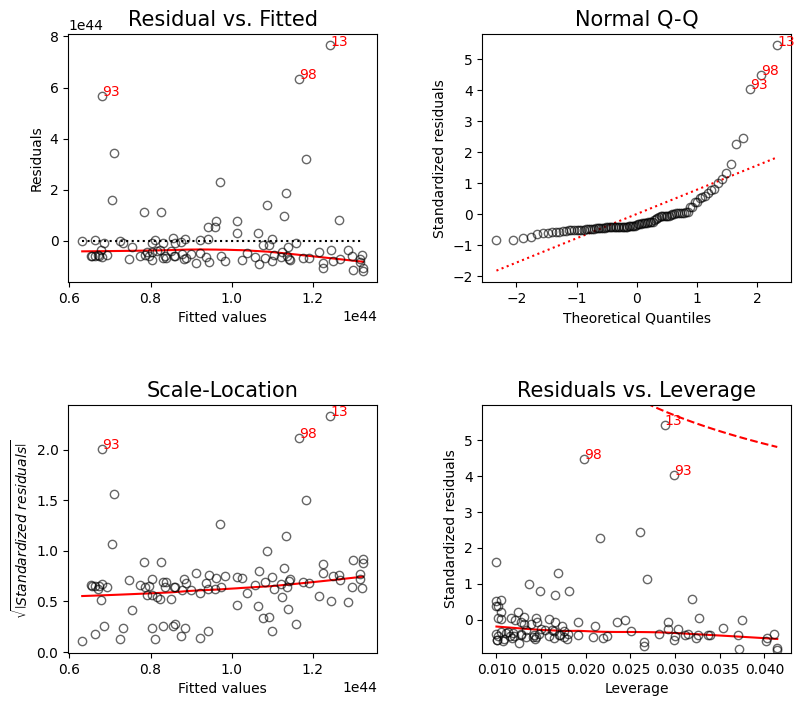 Residual vs. Fitted
1e44
Residuals
8
6
4
2
0
13
98
93
0.6 0.8 1.0 1.2
1e44
Fitted values
Normal Q-Q
Standardized residuals
5
4
3
2
1
0
−1
−2
13
98
93
−2 −1 0 1 2
Theoretical Quantiles
Scale-Location
√|Standardized residuals|
2.0
1.5
1.0
0.5
0.0
13
98
93
0.6 0.8 1.0 1.2
1e44
Fitted values
Residuals vs. Leverage
Standardized residuals
5
4
3
2
1
0
13
98
93
0.010 0.015 0.020 0.025 0.030 0.035 0.040
Leverage